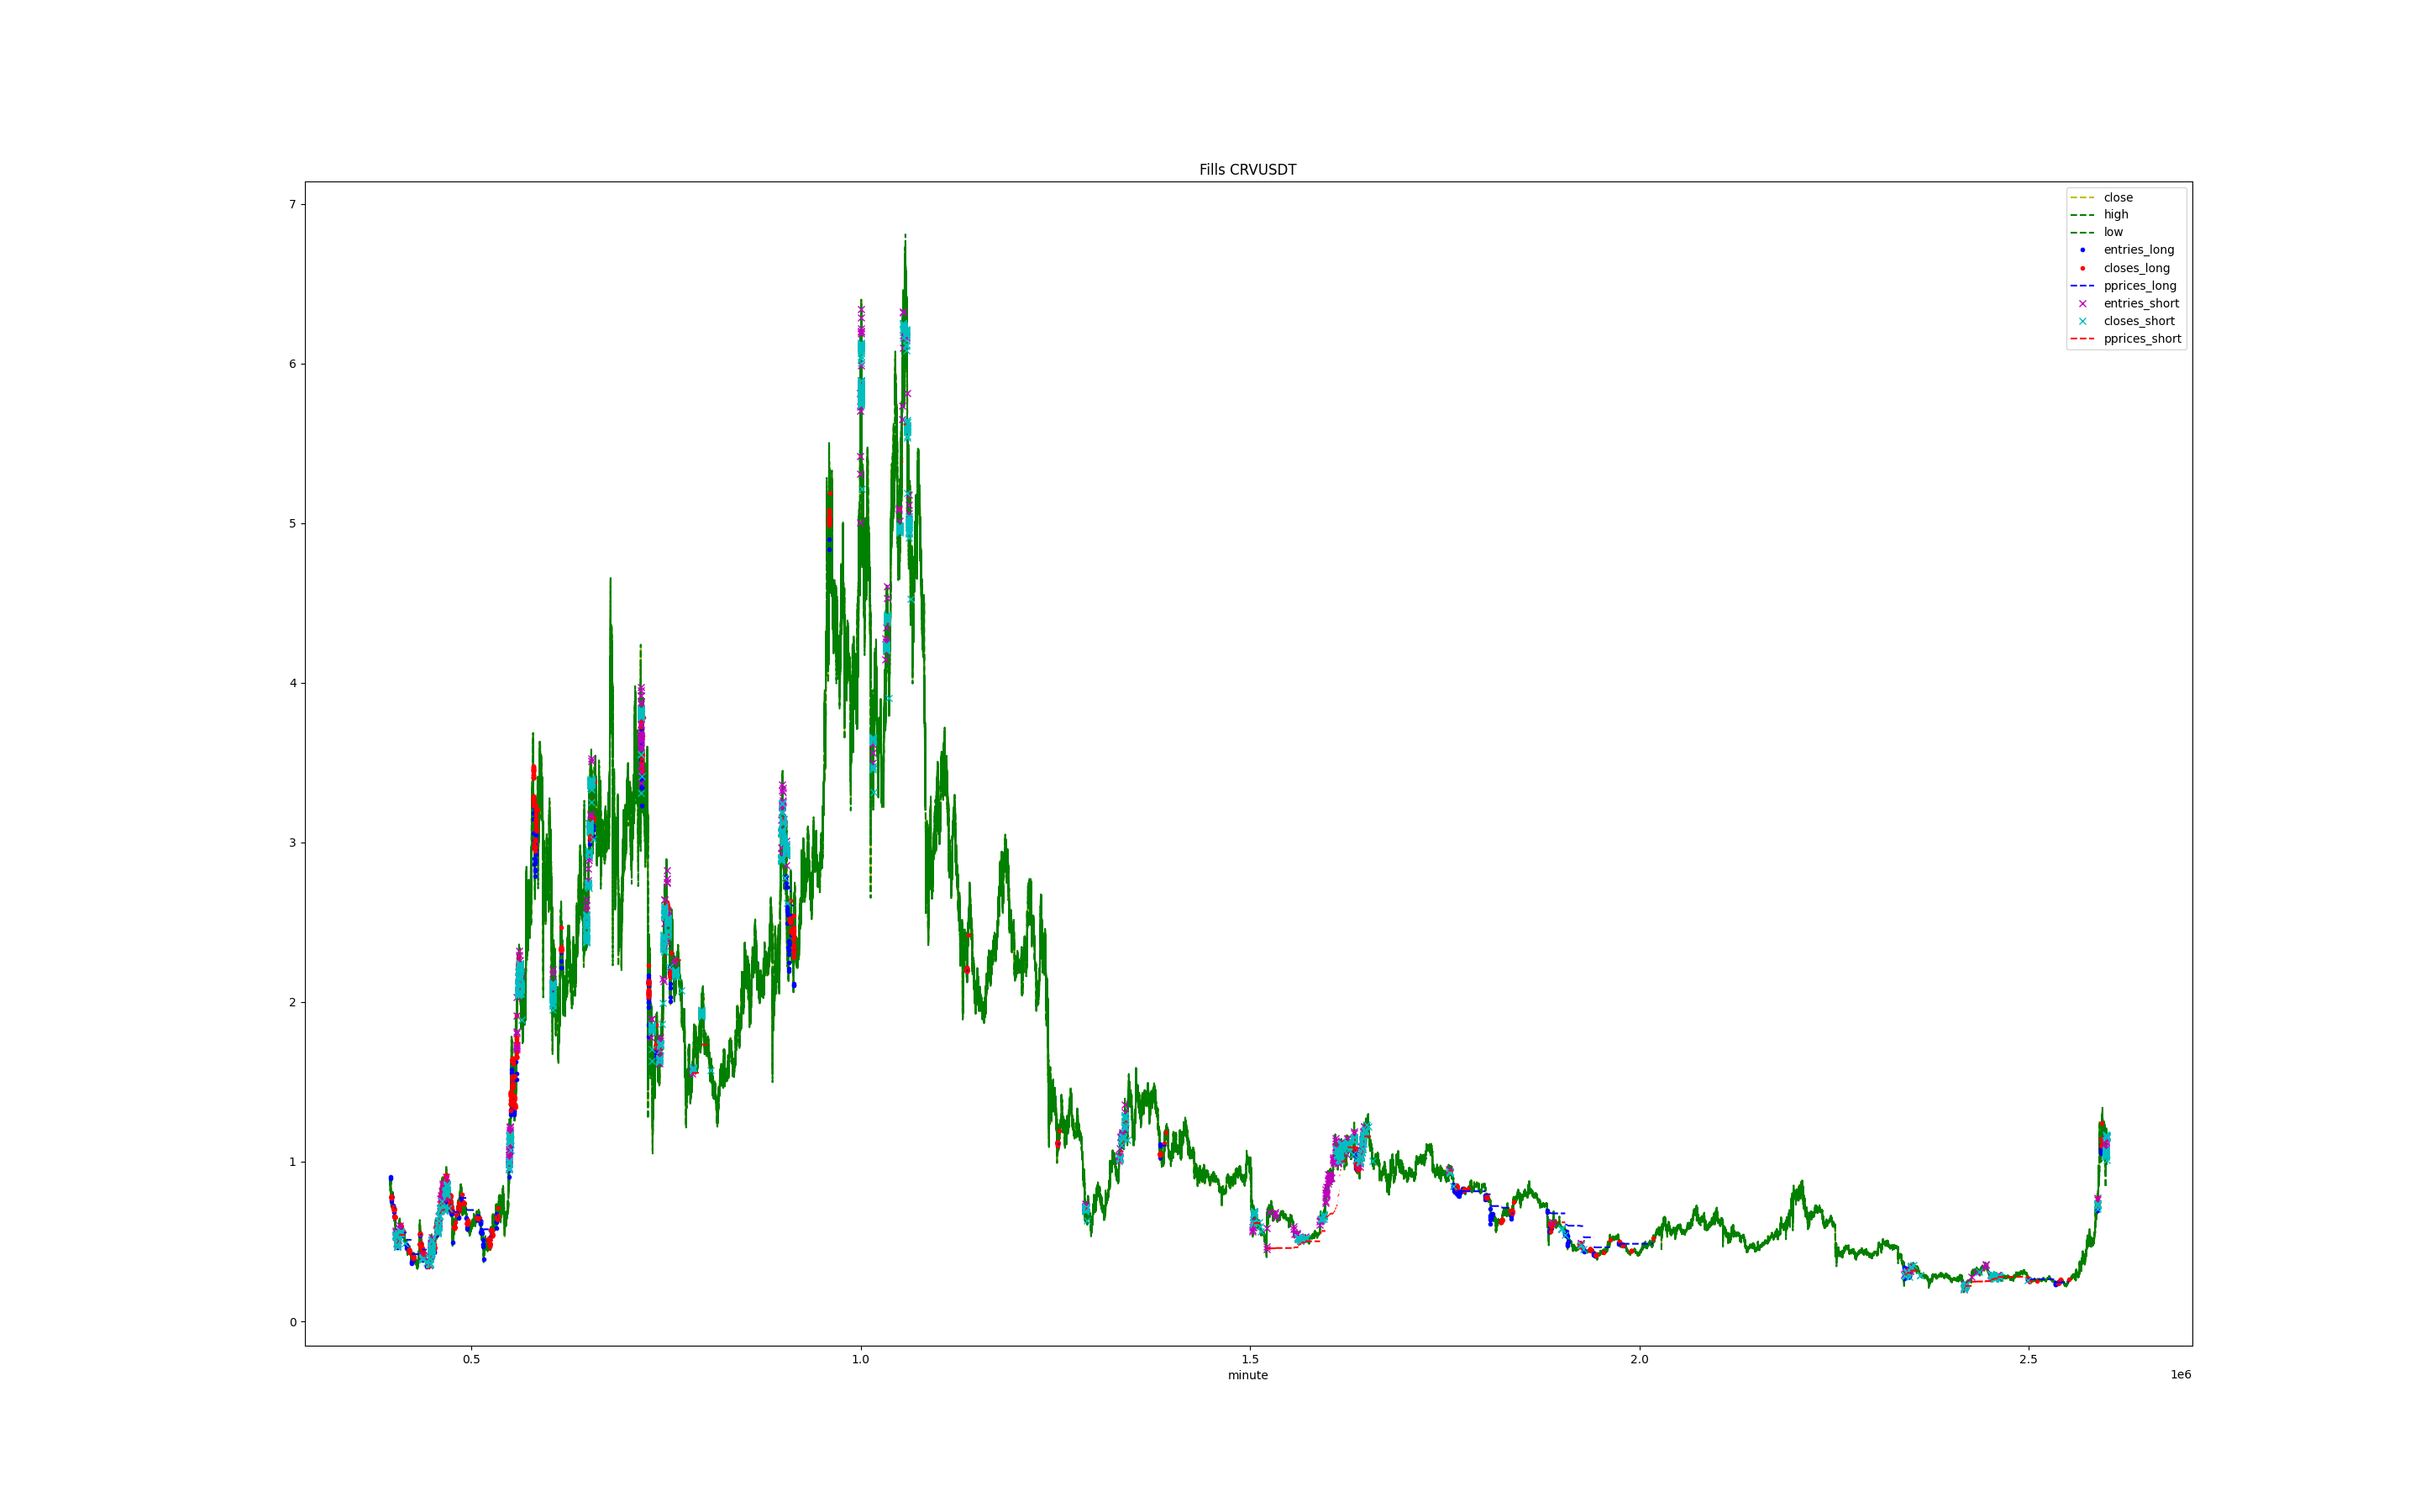 Fills CRVUSDT
7
6
5
4
3
2
1
0
close
high
low
entries_long
closes_long
pprices_long
entries_short
closes_short
pprices_short
0.5 1.0 1.5 2.0 2.5
minute
1e6